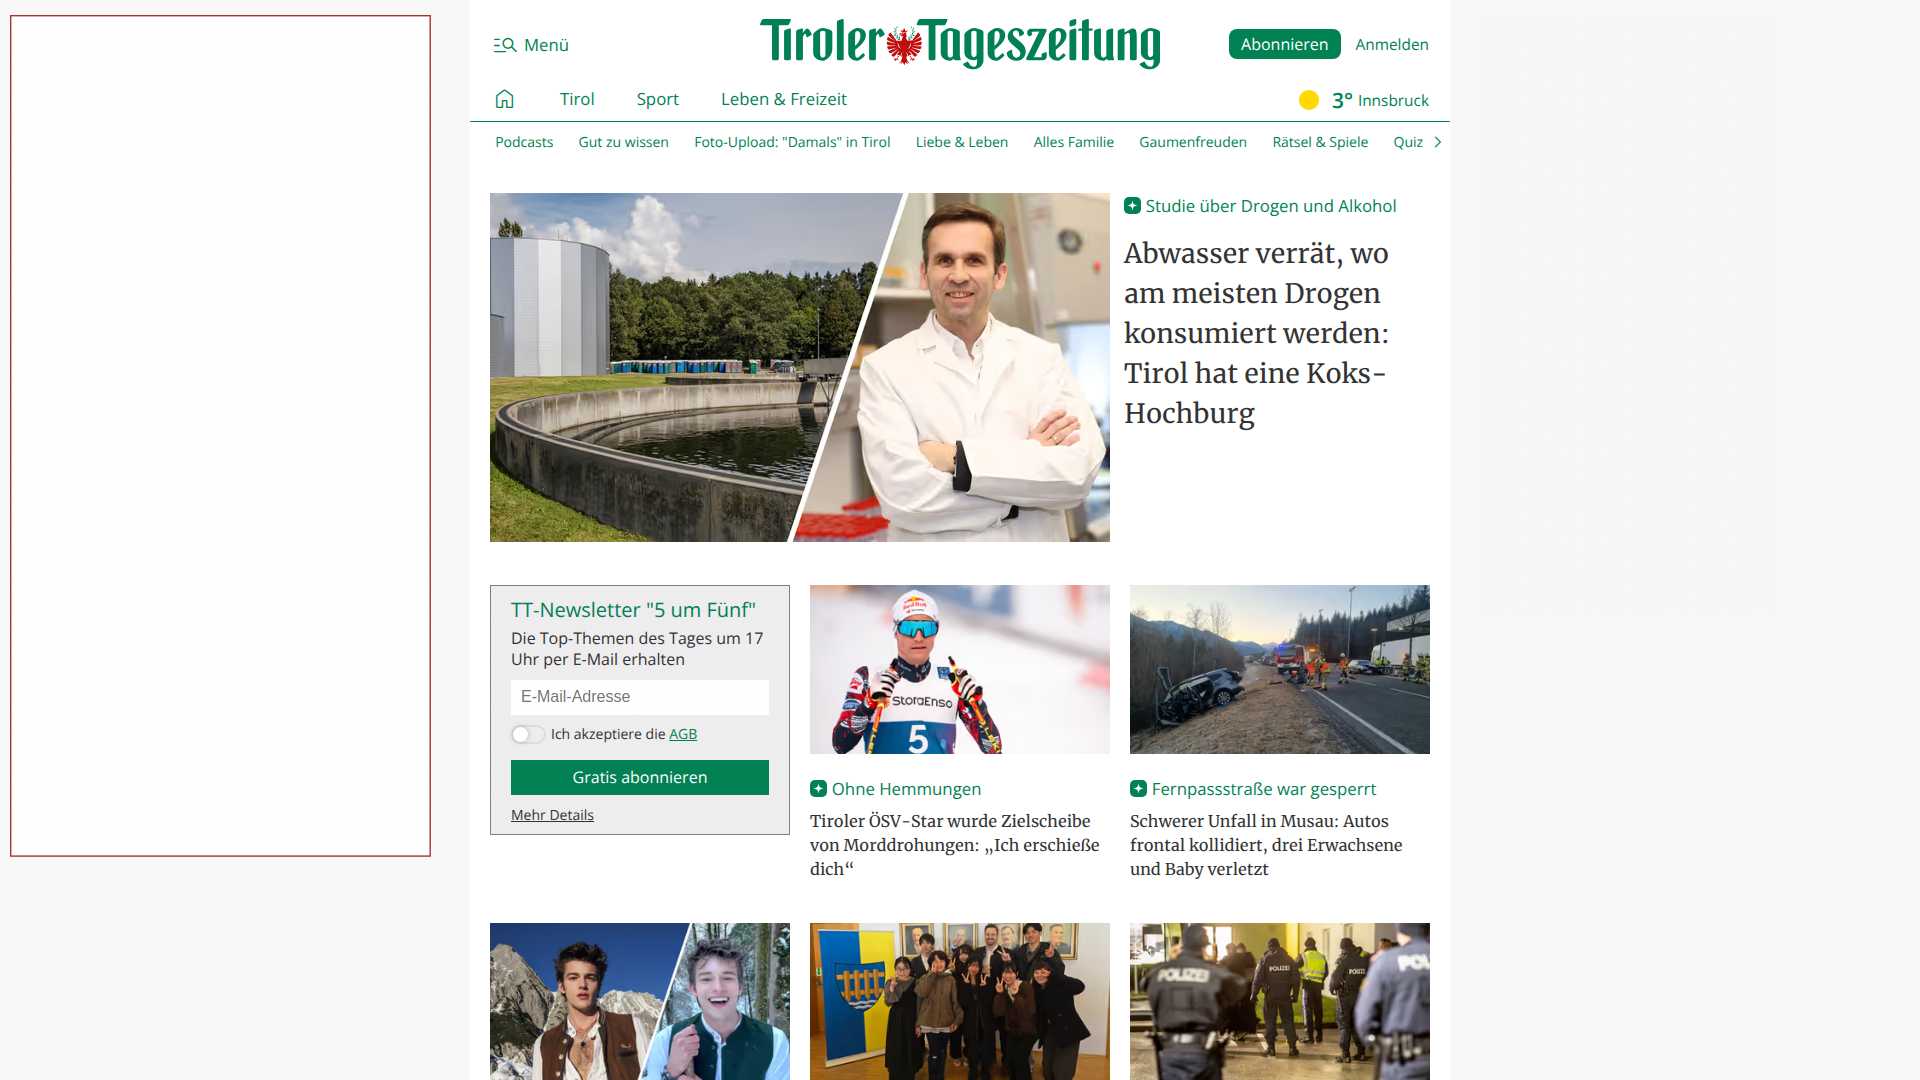 Menü
Tiroler Tageszeitung
Abonnieren
Anmelden
Tirol
Sport
Leben & Freizeit
3° Innsbruck
Podcasts
Gut zu wissen
Foto-Upload: "Damals" in Tirol
Liebe & Leben
Alles Familie
Gaumenfreuden
Rätsel & Spiele
Quiz
Studie über Drogen und Alkohol
Abwasser verrät, wo
am meisten Drogen
konsumiert werden:
Tirol hat eine Koks-
Hochburg
TT-Newsletter "5 um Fünf"
Die Top-Themen des Tages um 17
Uhr per E-Mail erhalten
E-Mail-Adresse
Ich akzeptiere die AGB
Gratis abonnieren
Mehr Details
Red Bull
StoraEnso
5
Ohne Hemmungen
Tiroler ÖSV-Star wurde Zielscheibe
von Morddrohungen: „Ich erschieße
dich“
Fernpassstraße war gesperrt
Schwerer Unfall in Musau: Autos
frontal kollidiert, drei Erwachsene
und Baby verletzt
POLIZEI
POLIZEI
POLIZEI